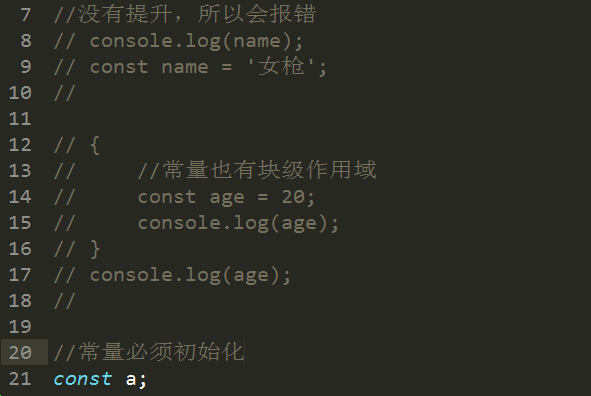 7 //没有提升，所以会报错
8 // console.log(name);
9 // const name = '女枪';
10 //
11
12 // {
13 //     //常量也有块级作用域
14 //     const age = 20;
15 //     console.log(age);
16 // }
17 // console.log(age);
18 //
19
20 //常量必须初始化
21 const a;